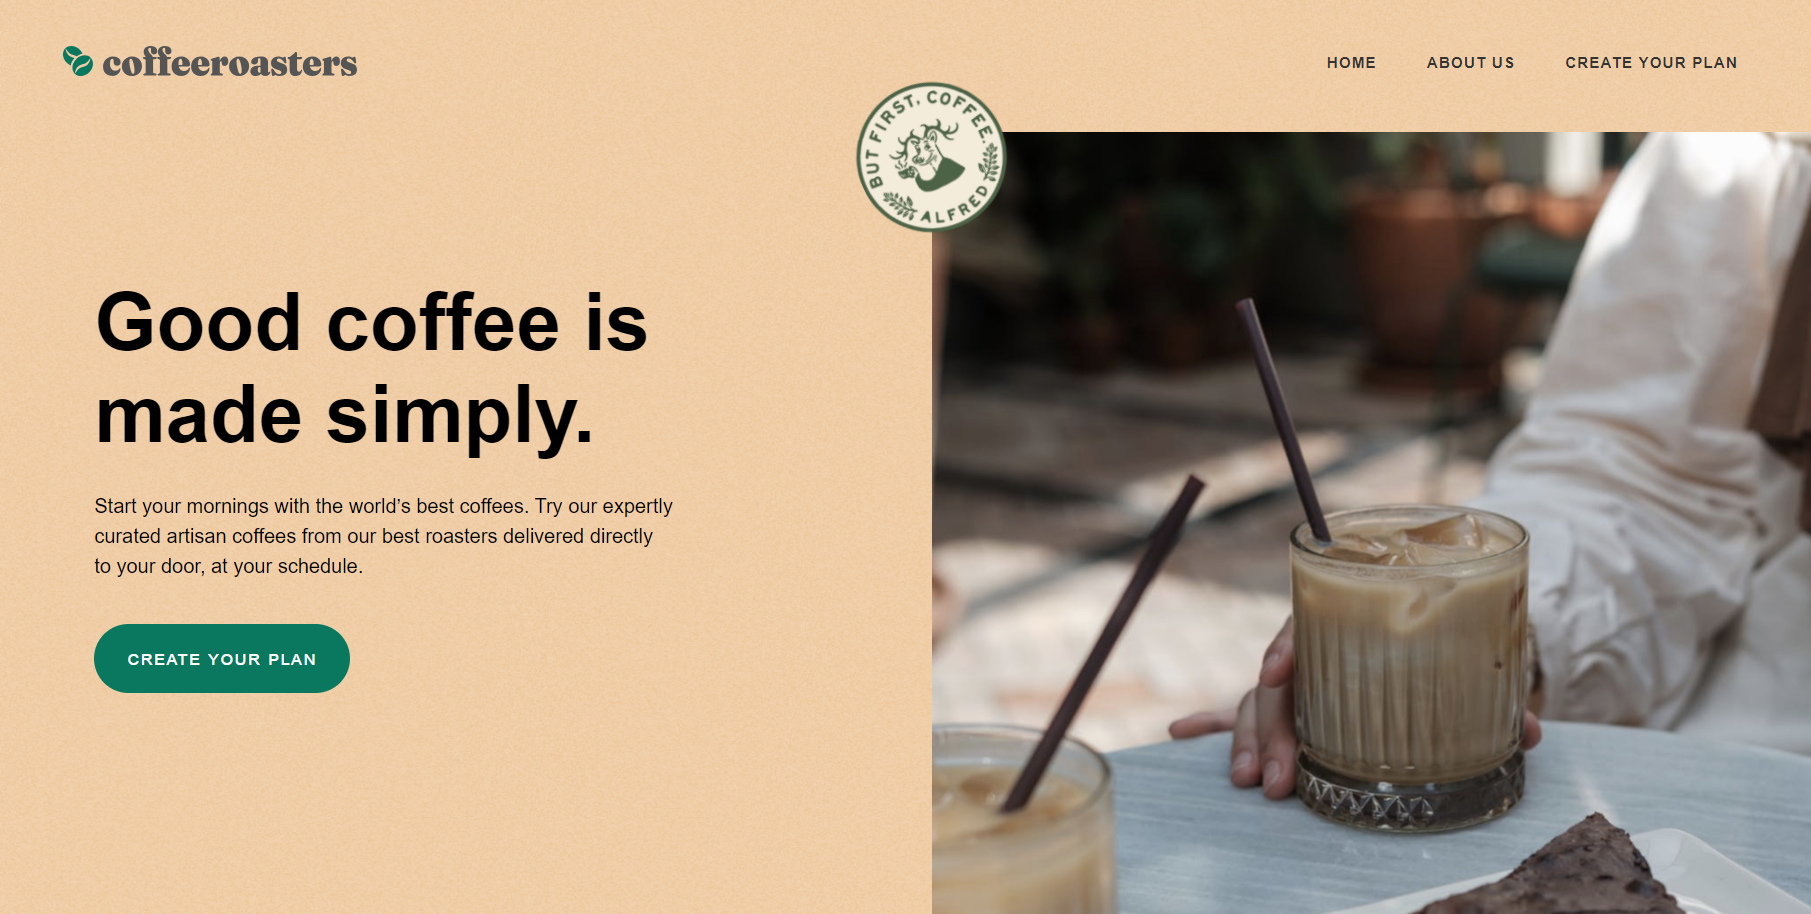 coffeeroasters
HOME
ABOUT US
CREATE YOUR PLAN
BUT FIRST, COFFEE.
ALFRED
Good coffee is
made simply.
Start your mornings with the world’s best coffees. Try our expertly
curated artisan coffees from our best roasters delivered directly
to your door, at your schedule.
CREATE YOUR PLAN